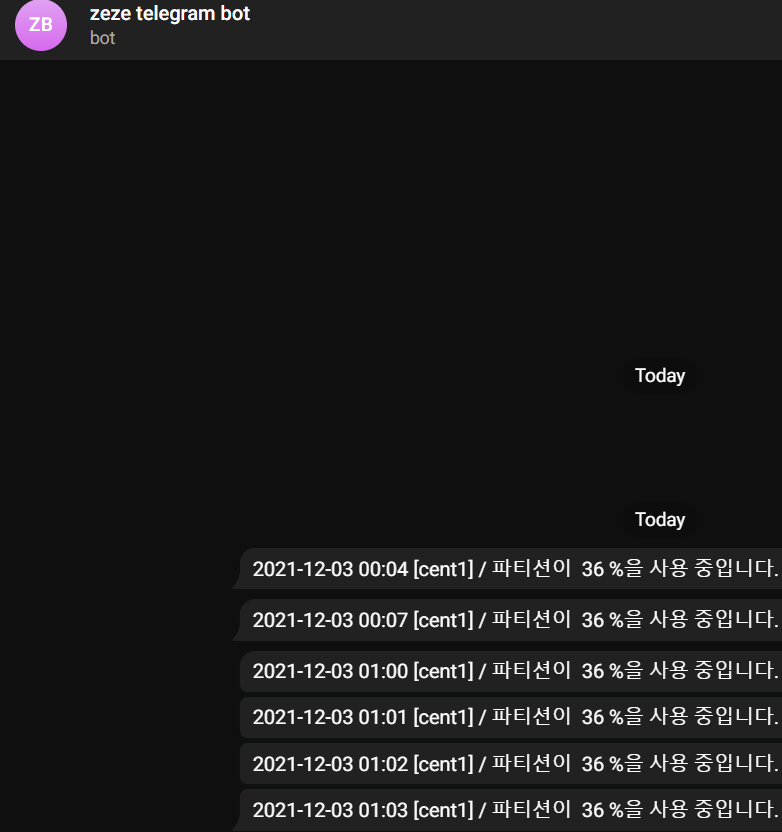 ZB
zeze telegram bot
bot
Today
Today
2021-12-03 00:04 [cent1] / 파티션이  36 %을 사용 중입니다.
2021-12-03 00:07 [cent1] / 파티션이  36 %을 사용 중입니다.
2021-12-03 01:00 [cent1] / 파티션이  36 %을 사용 중입니다.
2021-12-03 01:01 [cent1] / 파티션이  36 %을 사용 중입니다.
2021-12-03 01:02 [cent1] / 파티션이  36 %을 사용 중입니다.
2021-12-03 01:03 [cent1] / 파티션이  36 %을 사용 중입니다.